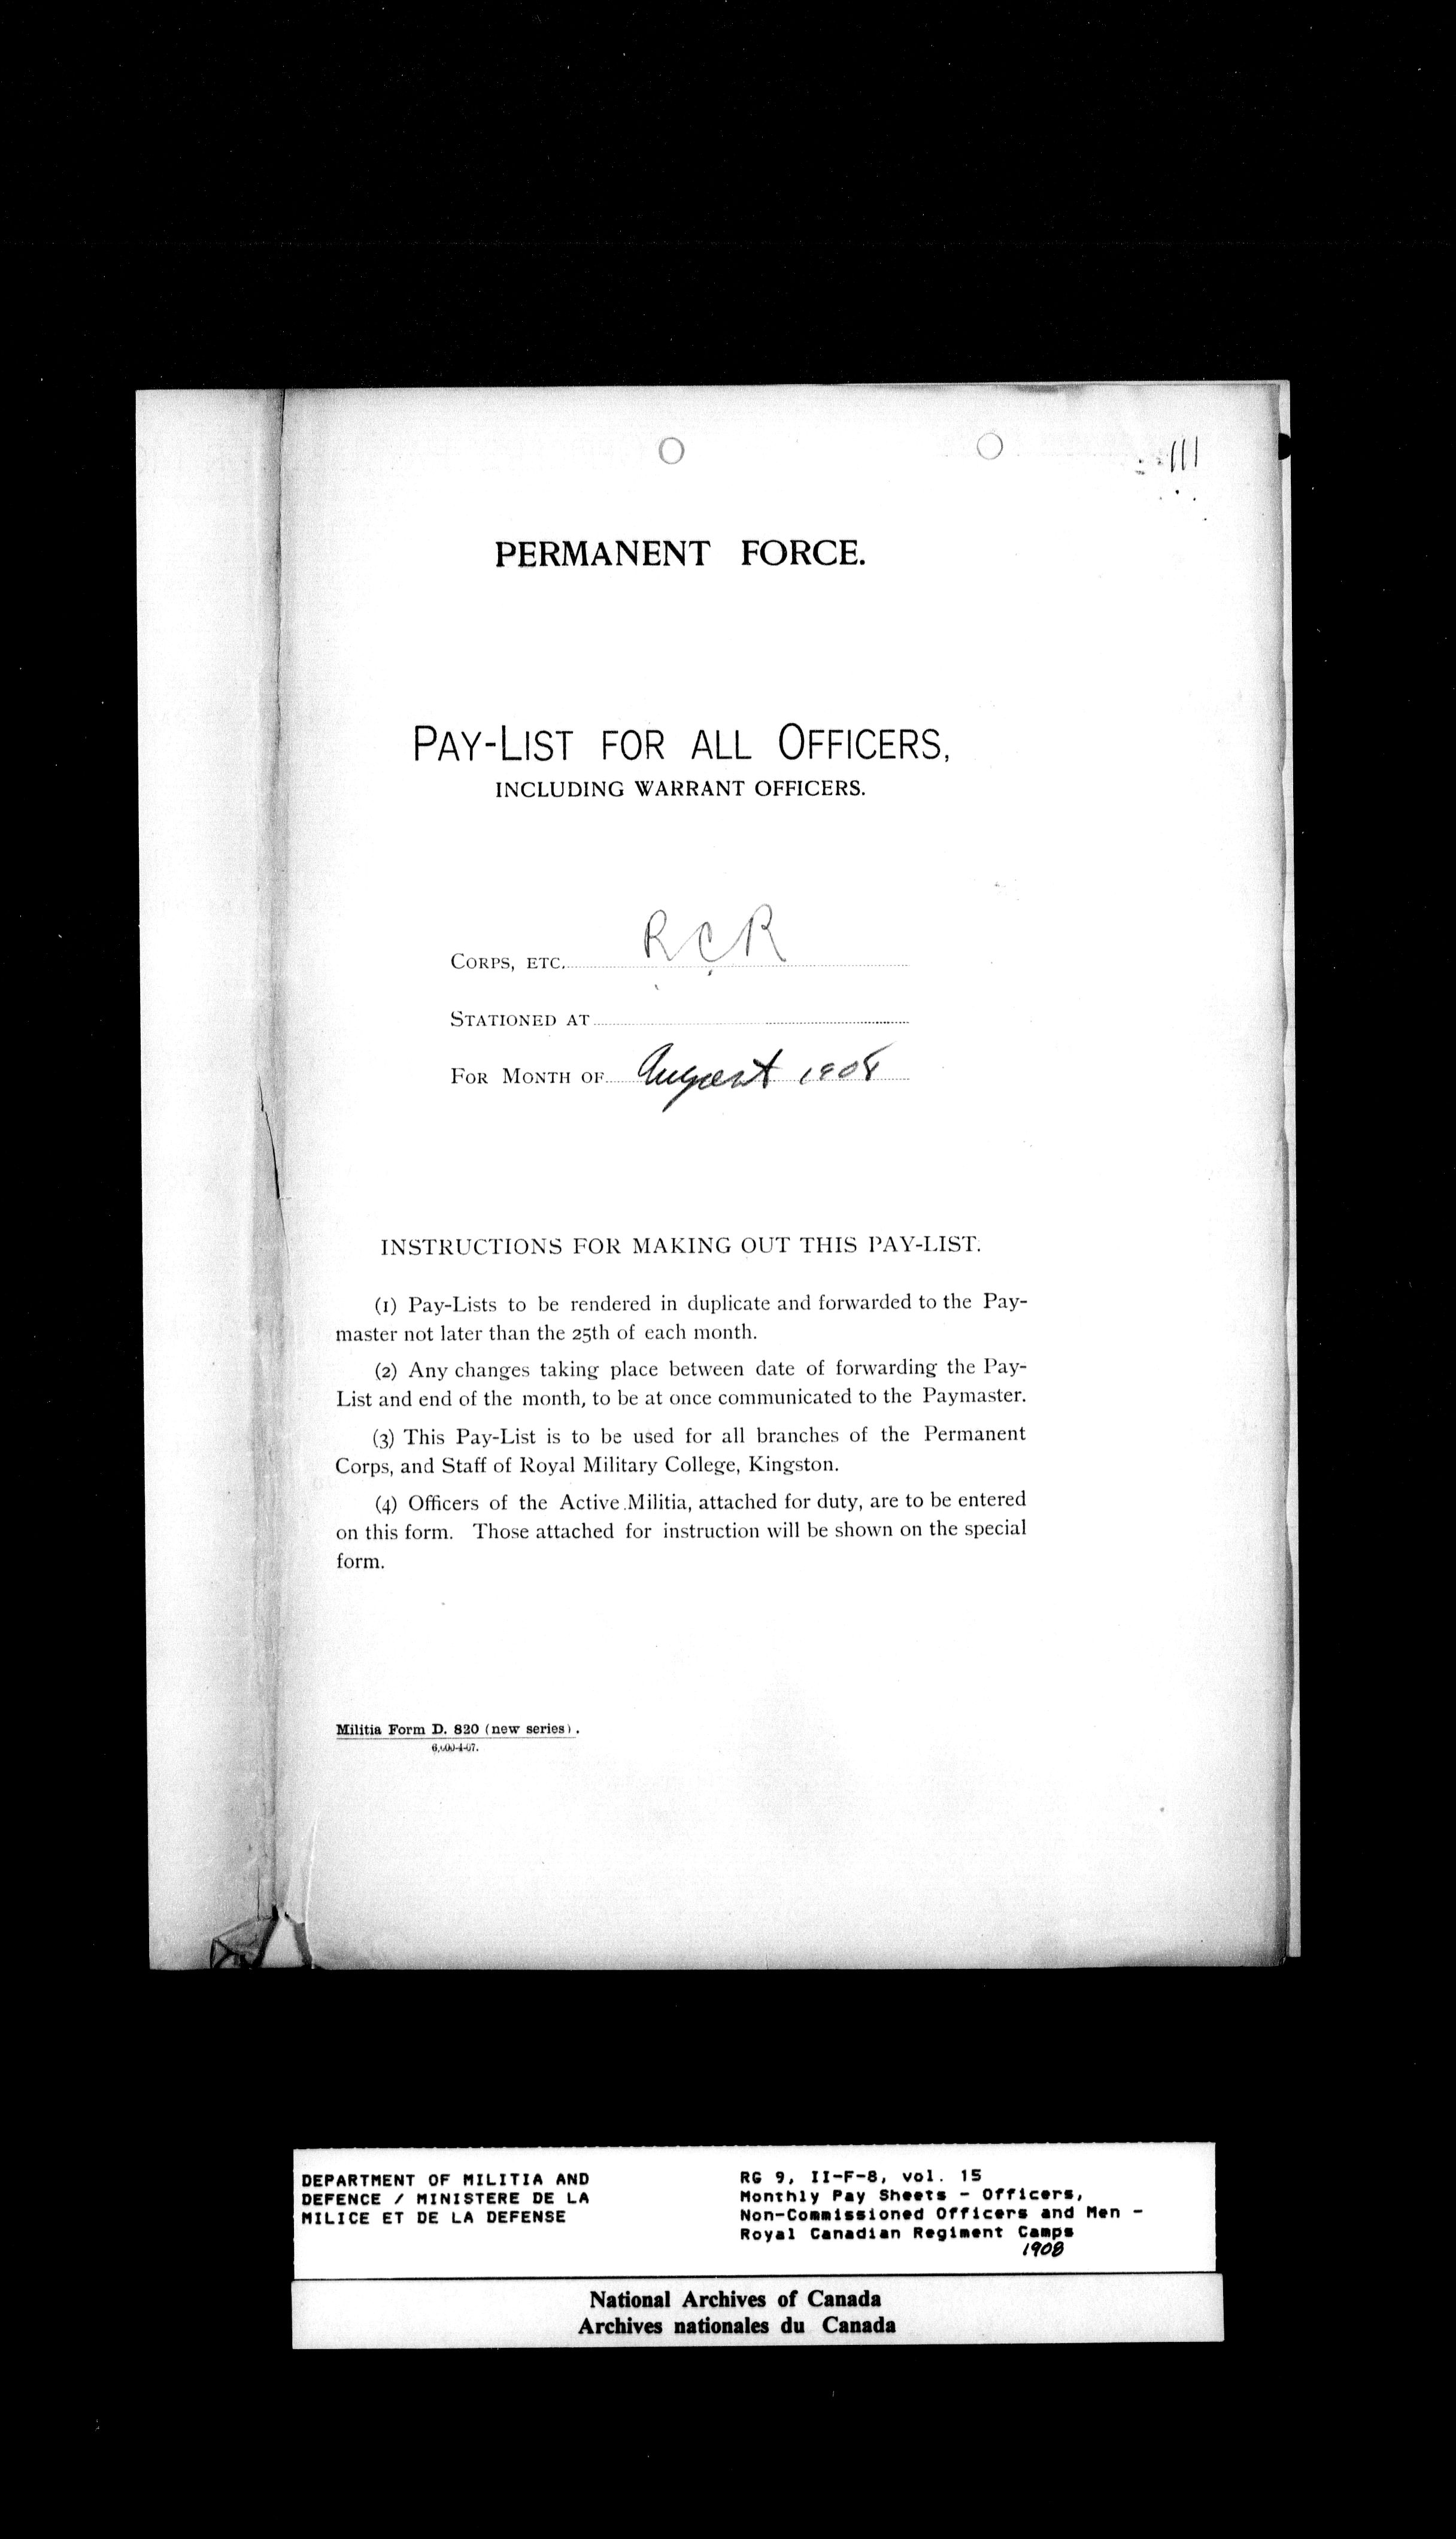 111
PERMANENT FORCE.
PAY-LIST FOR ALL OFFICERS,
INCLUDING WARRANT OFFICERS.
CORPS, ETC. RCR
STATIONED AT
FOR MONTH OF August 1908
INSTRUCTIONS FOR MAKING OUT THIS PAY-LIST.
(1) Pay-Lists to be rendered in duplicate and forwarded to the Pay-
master not later than the 25th of each month.
(2) Any changes taking place between date of forwarding the Pay-
List and end of the month, to be at once communicated to the Paymaster.
(3) This Pay-List is to be used for all branches of the Permanent
Corps, and Staff of Royal Military College, Kingston.
(4) Officers of the Active Militia, attached for duty, are to be entered
on this form. Those attached for instruction will be shown on the special
form.
Militia Form D. 820 (new series).
DEPARTMENT OF MILITIA AND
DEFENCE / MINISTERE DE LA
MILICE ET DE LA DEFENSE
RG 9, II-F-8, vol. 15
Monthly Pay Sheets - Officers,
Non-Commissioned Officers and Men -
Royal Canadian Regiment Camps
1908
National Archives of Canada
Archives nationales du Canada